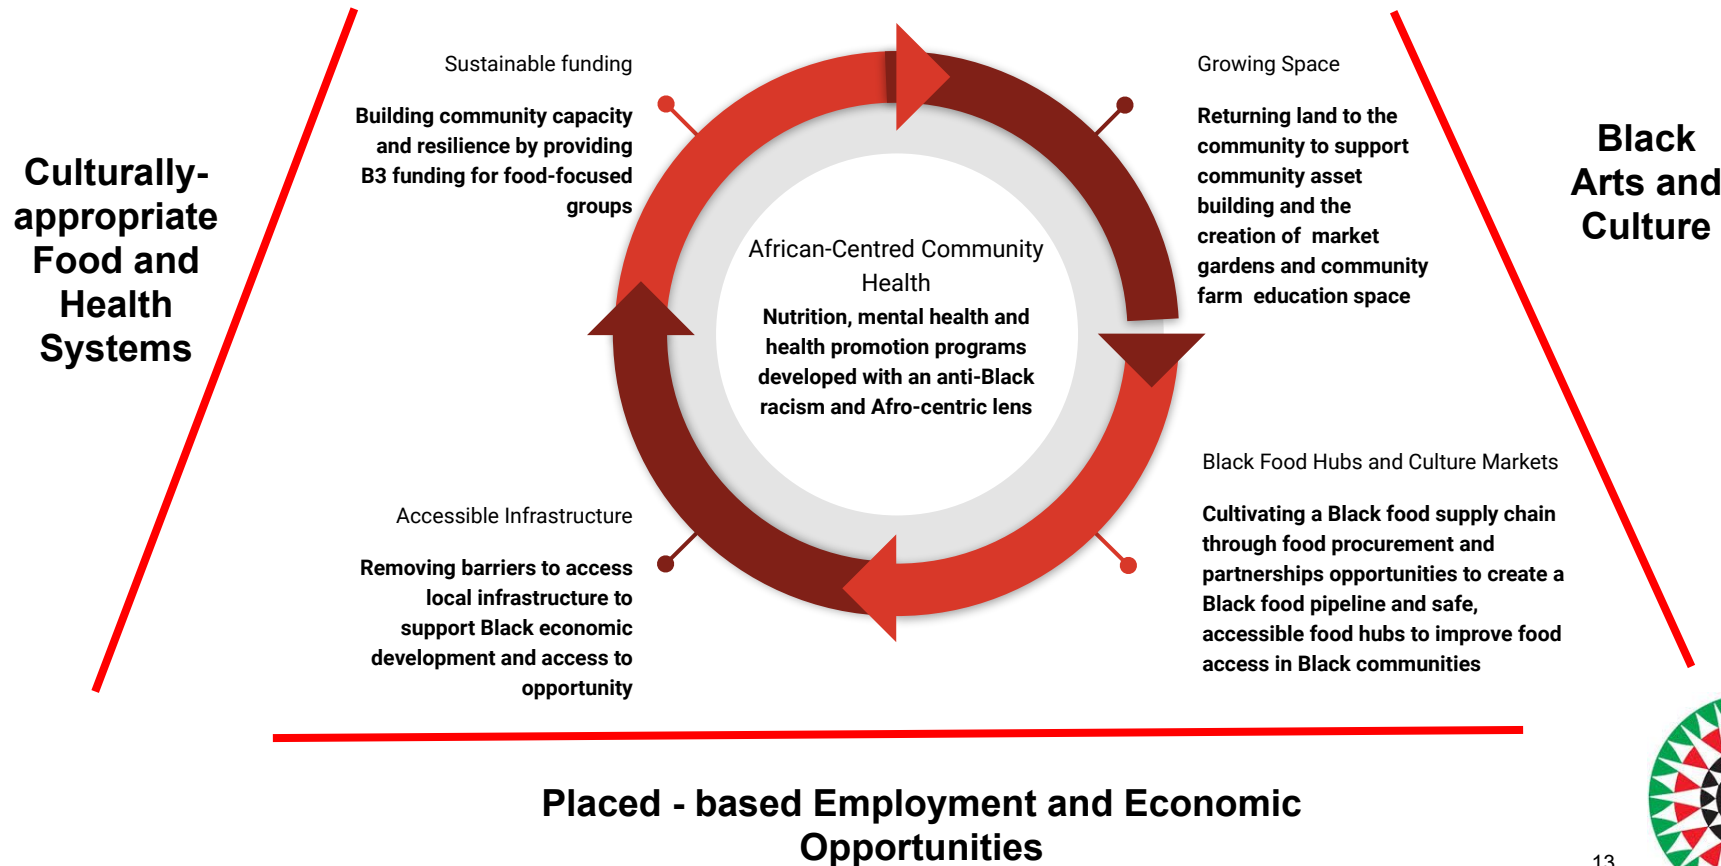 Culturally-
appropriate
Food and
Health
Systems
Sustainable funding
Building community capacity
and resilience by providing
B3 funding for food-focused
groups
Growing Space
Returning land to the
community to support
community asset
building and the
creation of  market
gardens and community
farm  education space
Black
Arts and
Culture
African-Centred Community
Health
Nutrition, mental health and
health promotion programs
developed with an anti-Black
racism and Afro-centric lens
Accessible Infrastructure
Removing barriers to access
local infrastructure to
support Black economic
development and access to
opportunity
Black Food Hubs and Culture Markets
Cultivating a Black food supply chain
through food procurement and
partnerships opportunities to create a
Black food pipeline and safe,
accessible food hubs to improve food
access in Black communities
Placed - based Employment and Economic
Opportunities
13